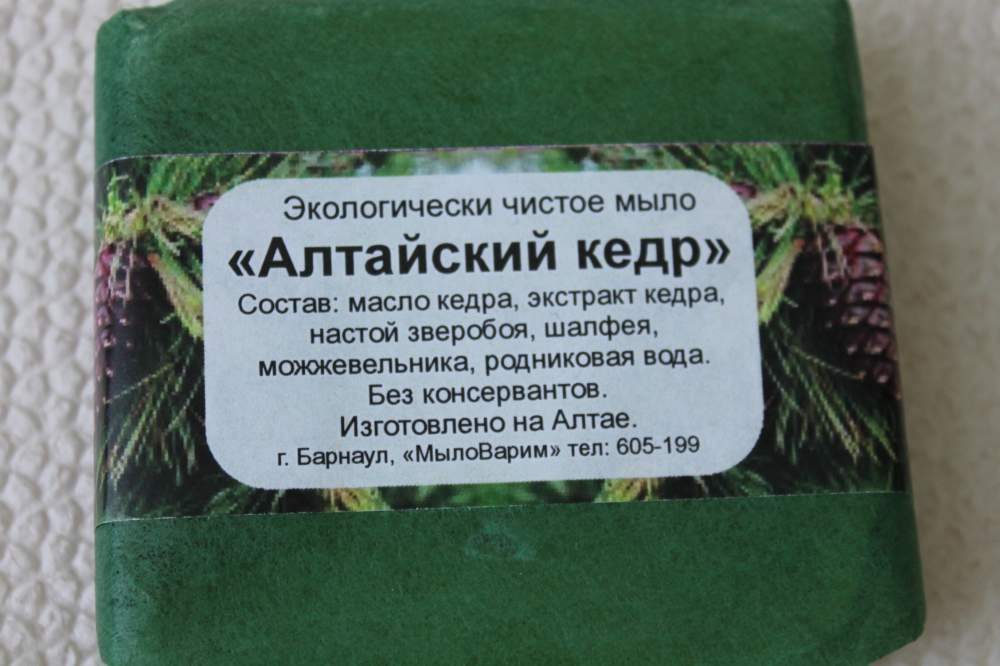 Экологически чистое мыло
«Алтайский кедр»
Состав: масло кедра, экстракт кедра,
настой зверобоя, шалфея,
можжевельника, родниковая вода.
Без консервантов.
Изготовлено на Алтае.
г. Барнаул, «МылоВарим» тел: 605-199